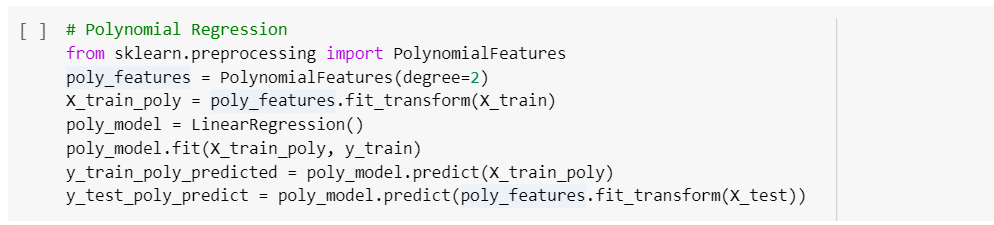 [ ] # Polynomial Regression
from sklearn.preprocessing import PolynomialFeatures
poly_features = PolynomialFeatures(degree=2)
X_train_poly = poly_features.fit_transform(X_train)
poly_model = LinearRegression()
poly_model.fit(X_train_poly, y_train)
y_train_poly_predicted = poly_model.predict(X_train_poly)
y_test_poly_predict = poly_model.predict(poly_features.fit_transform(X_test))